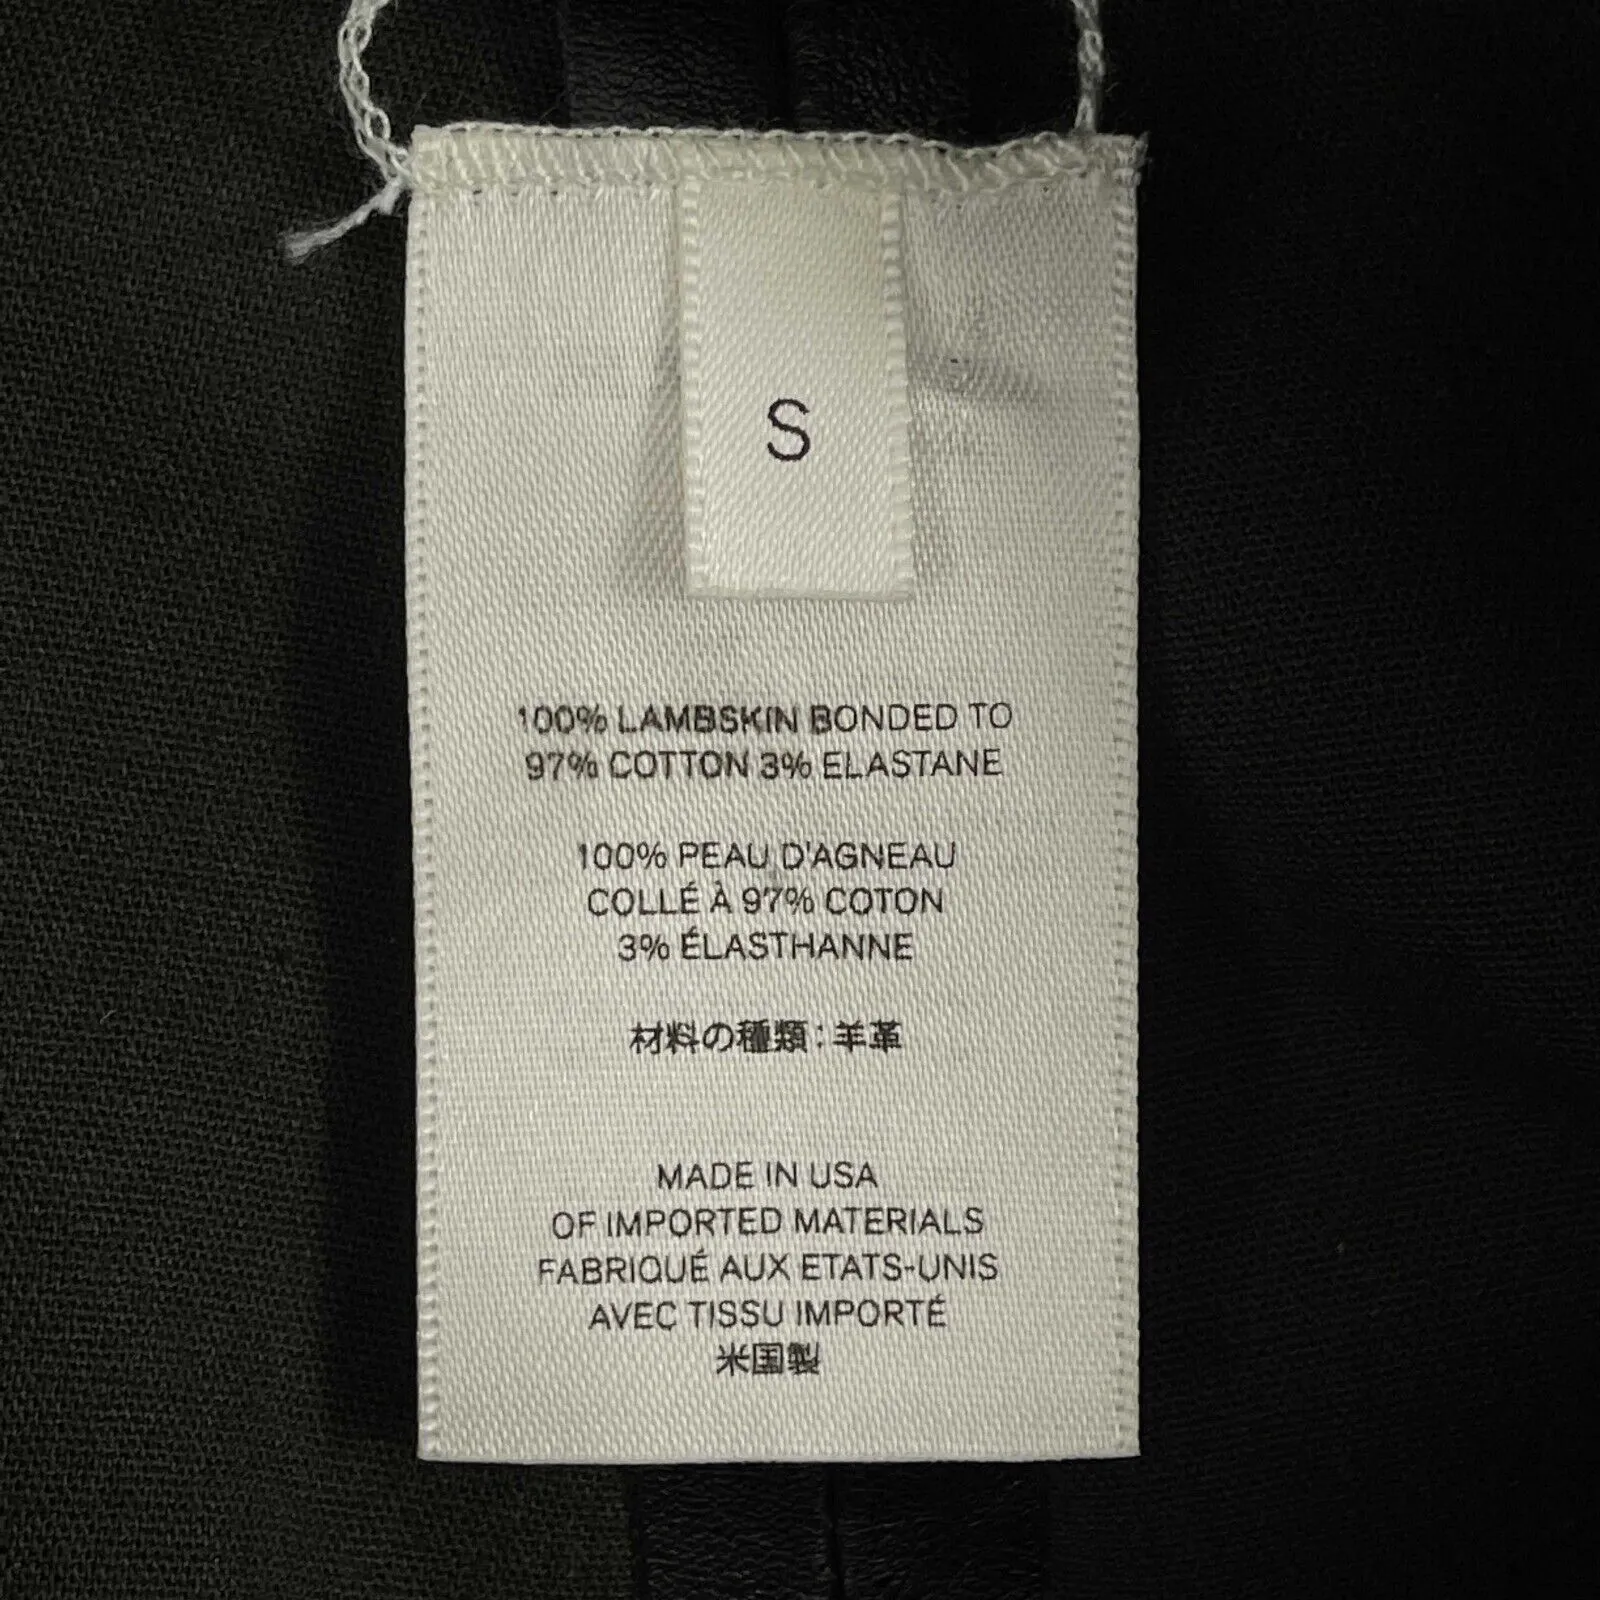 S
100% LAMBSKIN BONDED TO
97% COTTON 3% ELASTANE
100% PEAU D'AGNEAU
COLLÉ À 97% COTON
3% ÉLASTHANNE
材料の種類：羊革
MADE IN USA
OF IMPORTED MATERIALS
FABRIQUÉ AUX ETATS-UNIS
AVEC TISSU IMPORTÉ
米国製